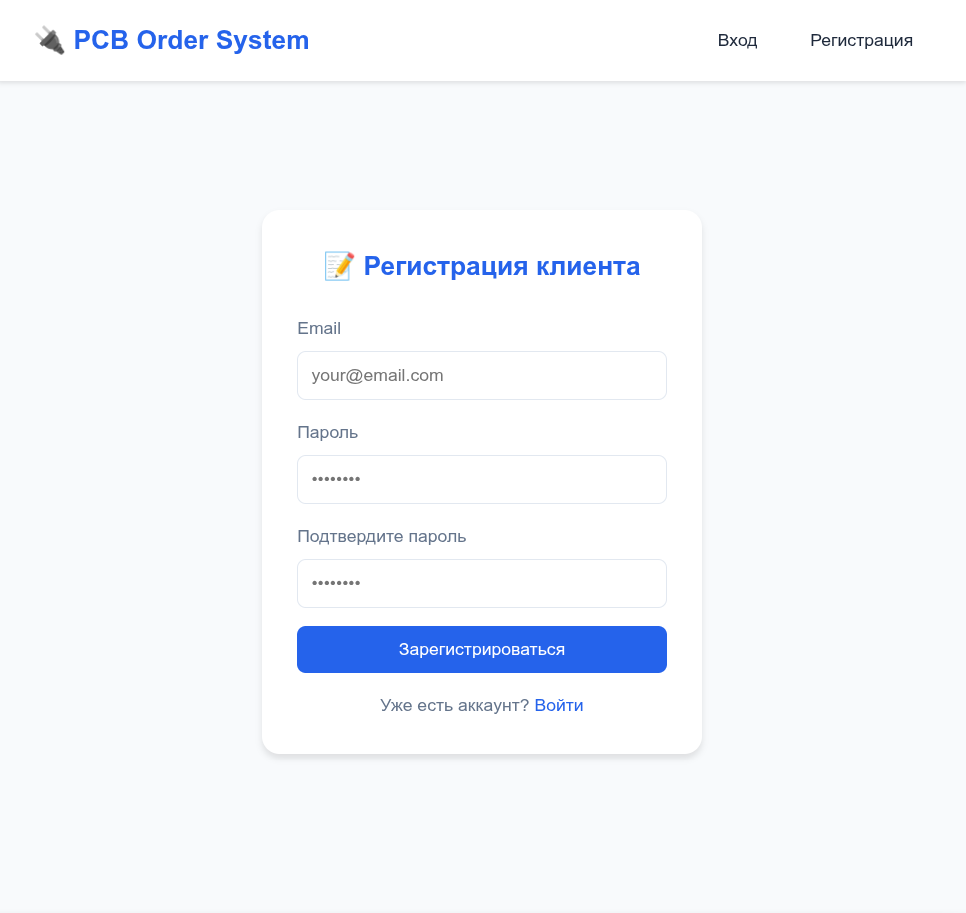 PCB Order System
Вход
Регистрация
Регистрация клиента
Email
your@email.com
Пароль
••••••••
Подтвердите пароль
••••••••
Зарегистрироваться
Уже есть аккаунт? Войти